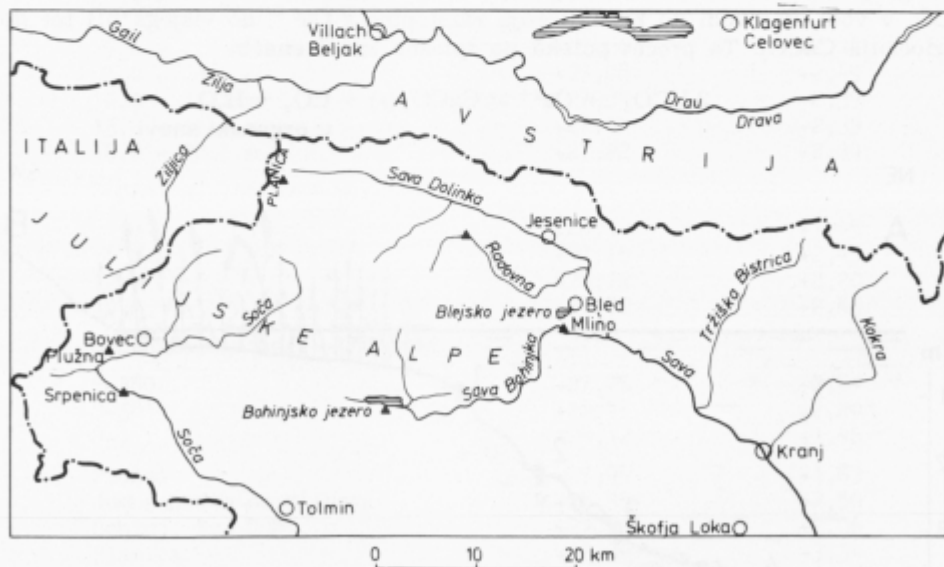 Villach
Beljak
Klagenfurt
Celovec
Gail
Zilja
Drau
Drava
A V S T R I J A
ITALIJA
Ziljica
PLANICA
Sava Dolinka
Jesenice
Radovna
J U L I J S K E A L P E
Soča
Bled
Blejsko jezero
Mlino
Tržiška Bistrica
Kokra
Bovec
Plužna
Sava
Srpenica
Sava Bohinjka
Bohinjsko jezero
Soča
Kranj
Tolmin
Škofja Loka
0 10 20 km